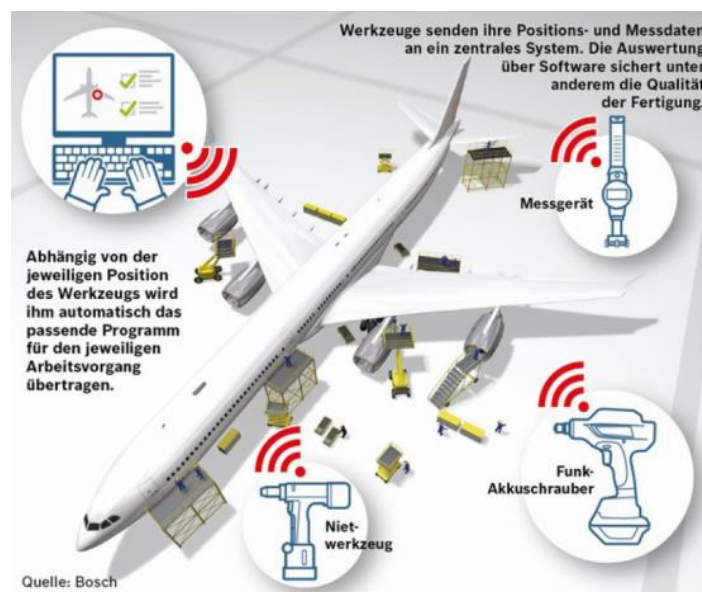 Werkzeuge senden ihre Positions- und Messdaten
an ein zentrales System. Die Auswertung
über Software sichert unter
anderem die Qualität
der Fertigung.
Messgerät
Abhängig von der
jeweiligen Position
des Werkzeugs wird
ihm automatisch das
passende Programm
für den jeweiligen
Arbeitsvorgang
übertragen.
Funk-
Akkuschrauber
Niet-
werkzeug
Quelle: Bosch